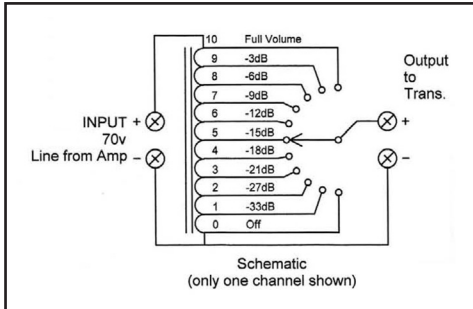 10 Full Volume
9 -3dB
8 -6dB
7 -9dB
6 -12dB
5 -15dB
4 -18dB
3 -21dB
2 -27dB
1 -33dB
0 Off
INPUT +
70v
Line from Amp −
Output
to
Trans.
+
−
Schematic
(only one channel shown)